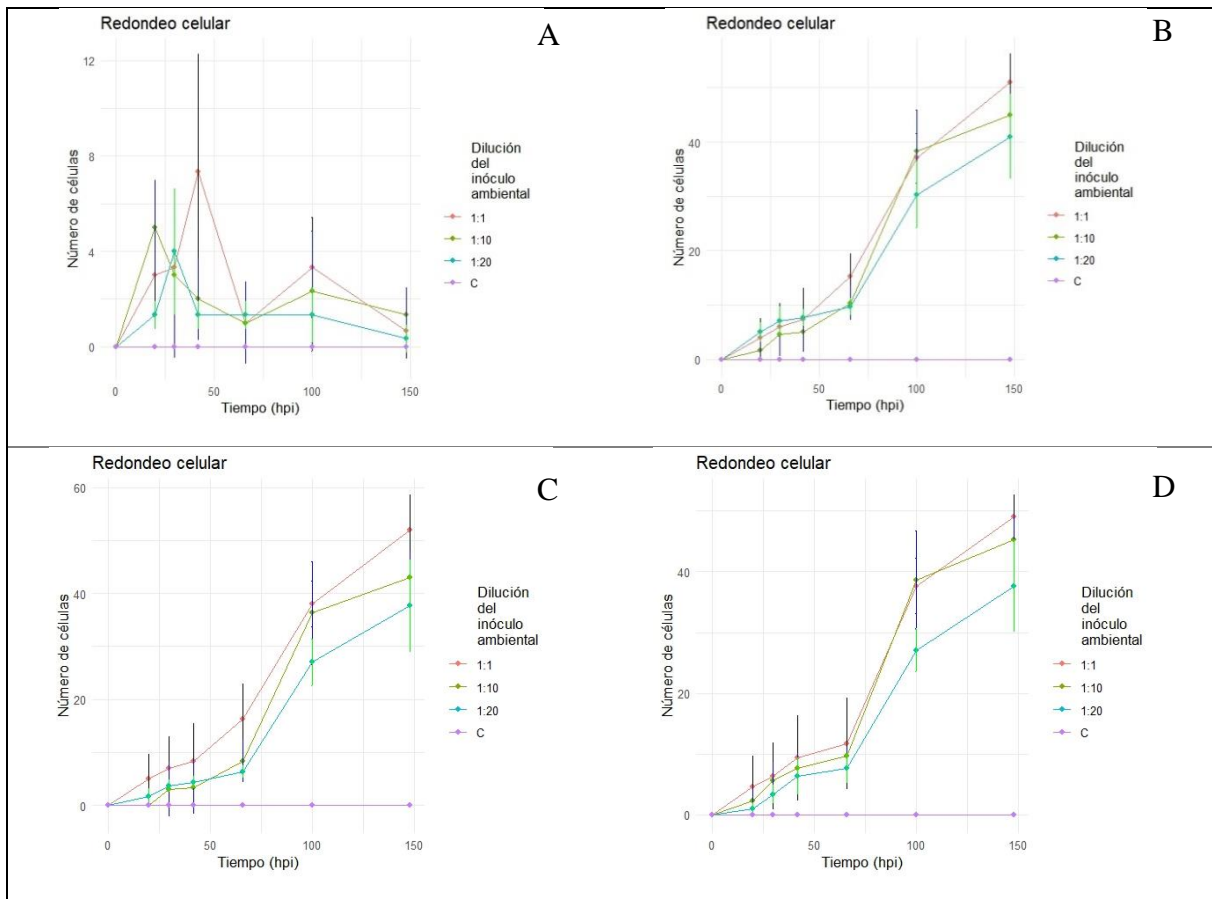 Redondeo celular
A
12
8
4
0
Número de células
0
50
100
150
Tiempo (hpi)
Dilución
del
inóculo
ambiental
1:1
1:10
1:20
C
Redondeo celular
B
40
20
0
Número de células
0
50
100
150
Tiempo (hpi)
Dilución
del
inóculo
ambiental
1:1
1:10
1:20
C
Redondeo celular
C
60
40
20
0
Número de células
0
50
100
150
Tiempo (hpi)
Dilución
del
inóculo
ambiental
1:1
1:10
1:20
C
Redondeo celular
D
40
20
0
Número de células
0
50
100
150
Tiempo (hpi)
Dilución
del
inóculo
ambiental
1:1
1:10
1:20
C